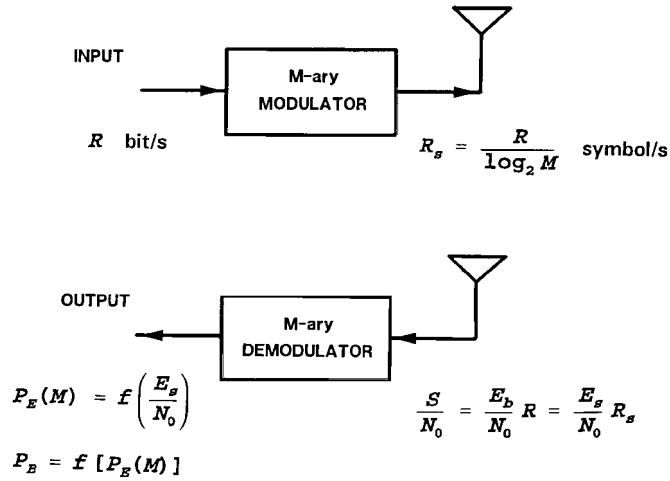 INPUT
M-ary
MODULATOR
R bit/s
R_s = R / log_2 M symbol/s
OUTPUT
M-ary
DEMODULATOR
P_E(M) = f(E_s / N_0)
S / N_0 = E_b / N_0 R = E_s / N_0 R_s
P_B = f [P_E(M)]